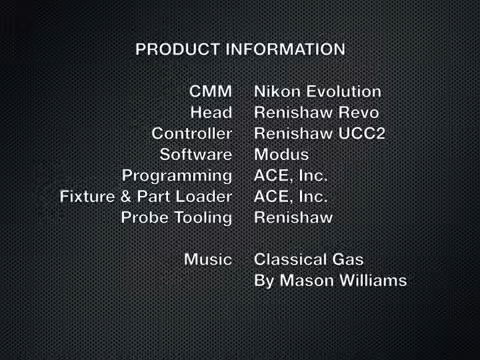 PRODUCT INFORMATION
CMM Nikon Evolution
Head Renishaw Revo
Controller Renishaw UCC2
Software Modus
Programming ACE, Inc.
Fixture & Part Loader ACE, Inc.
Probe Tooling Renishaw
Music Classical Gas
By Mason Williams